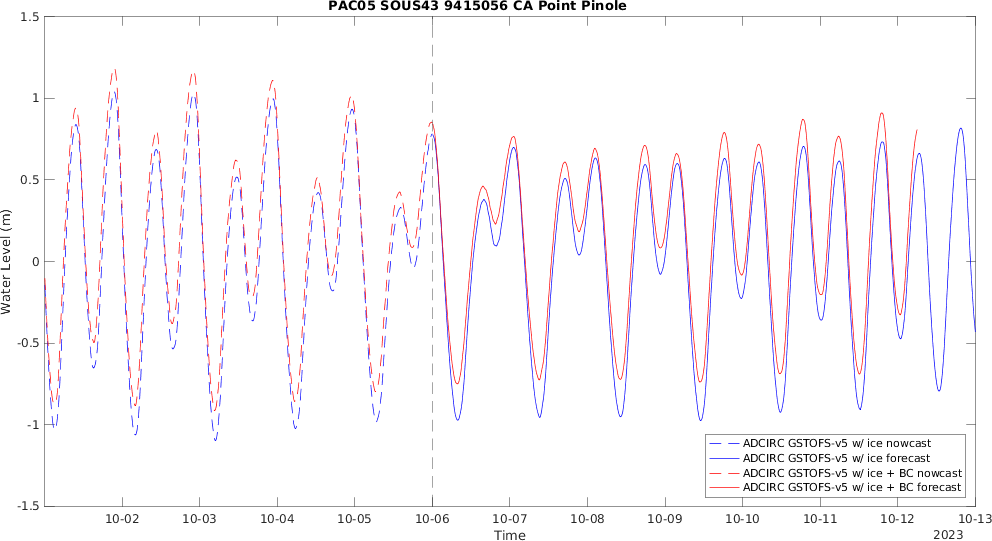 PAC05 SOUS43 9415056 CA Point Pinole
Water Level (m)
1.5
1
0.5
0
-0.5
-1
-1.5
10-02 10-03 10-04 10-05 10-06 10-07 10-08 10-09 10-10 10-11 10-12 10-13
Time
2023
ADCIRC GSTOFS-v5 w/ ice nowcast
ADCIRC GSTOFS-v5 w/ ice forecast
ADCIRC GSTOFS-v5 w/ ice + BC nowcast
ADCIRC GSTOFS-v5 w/ ice + BC forecast